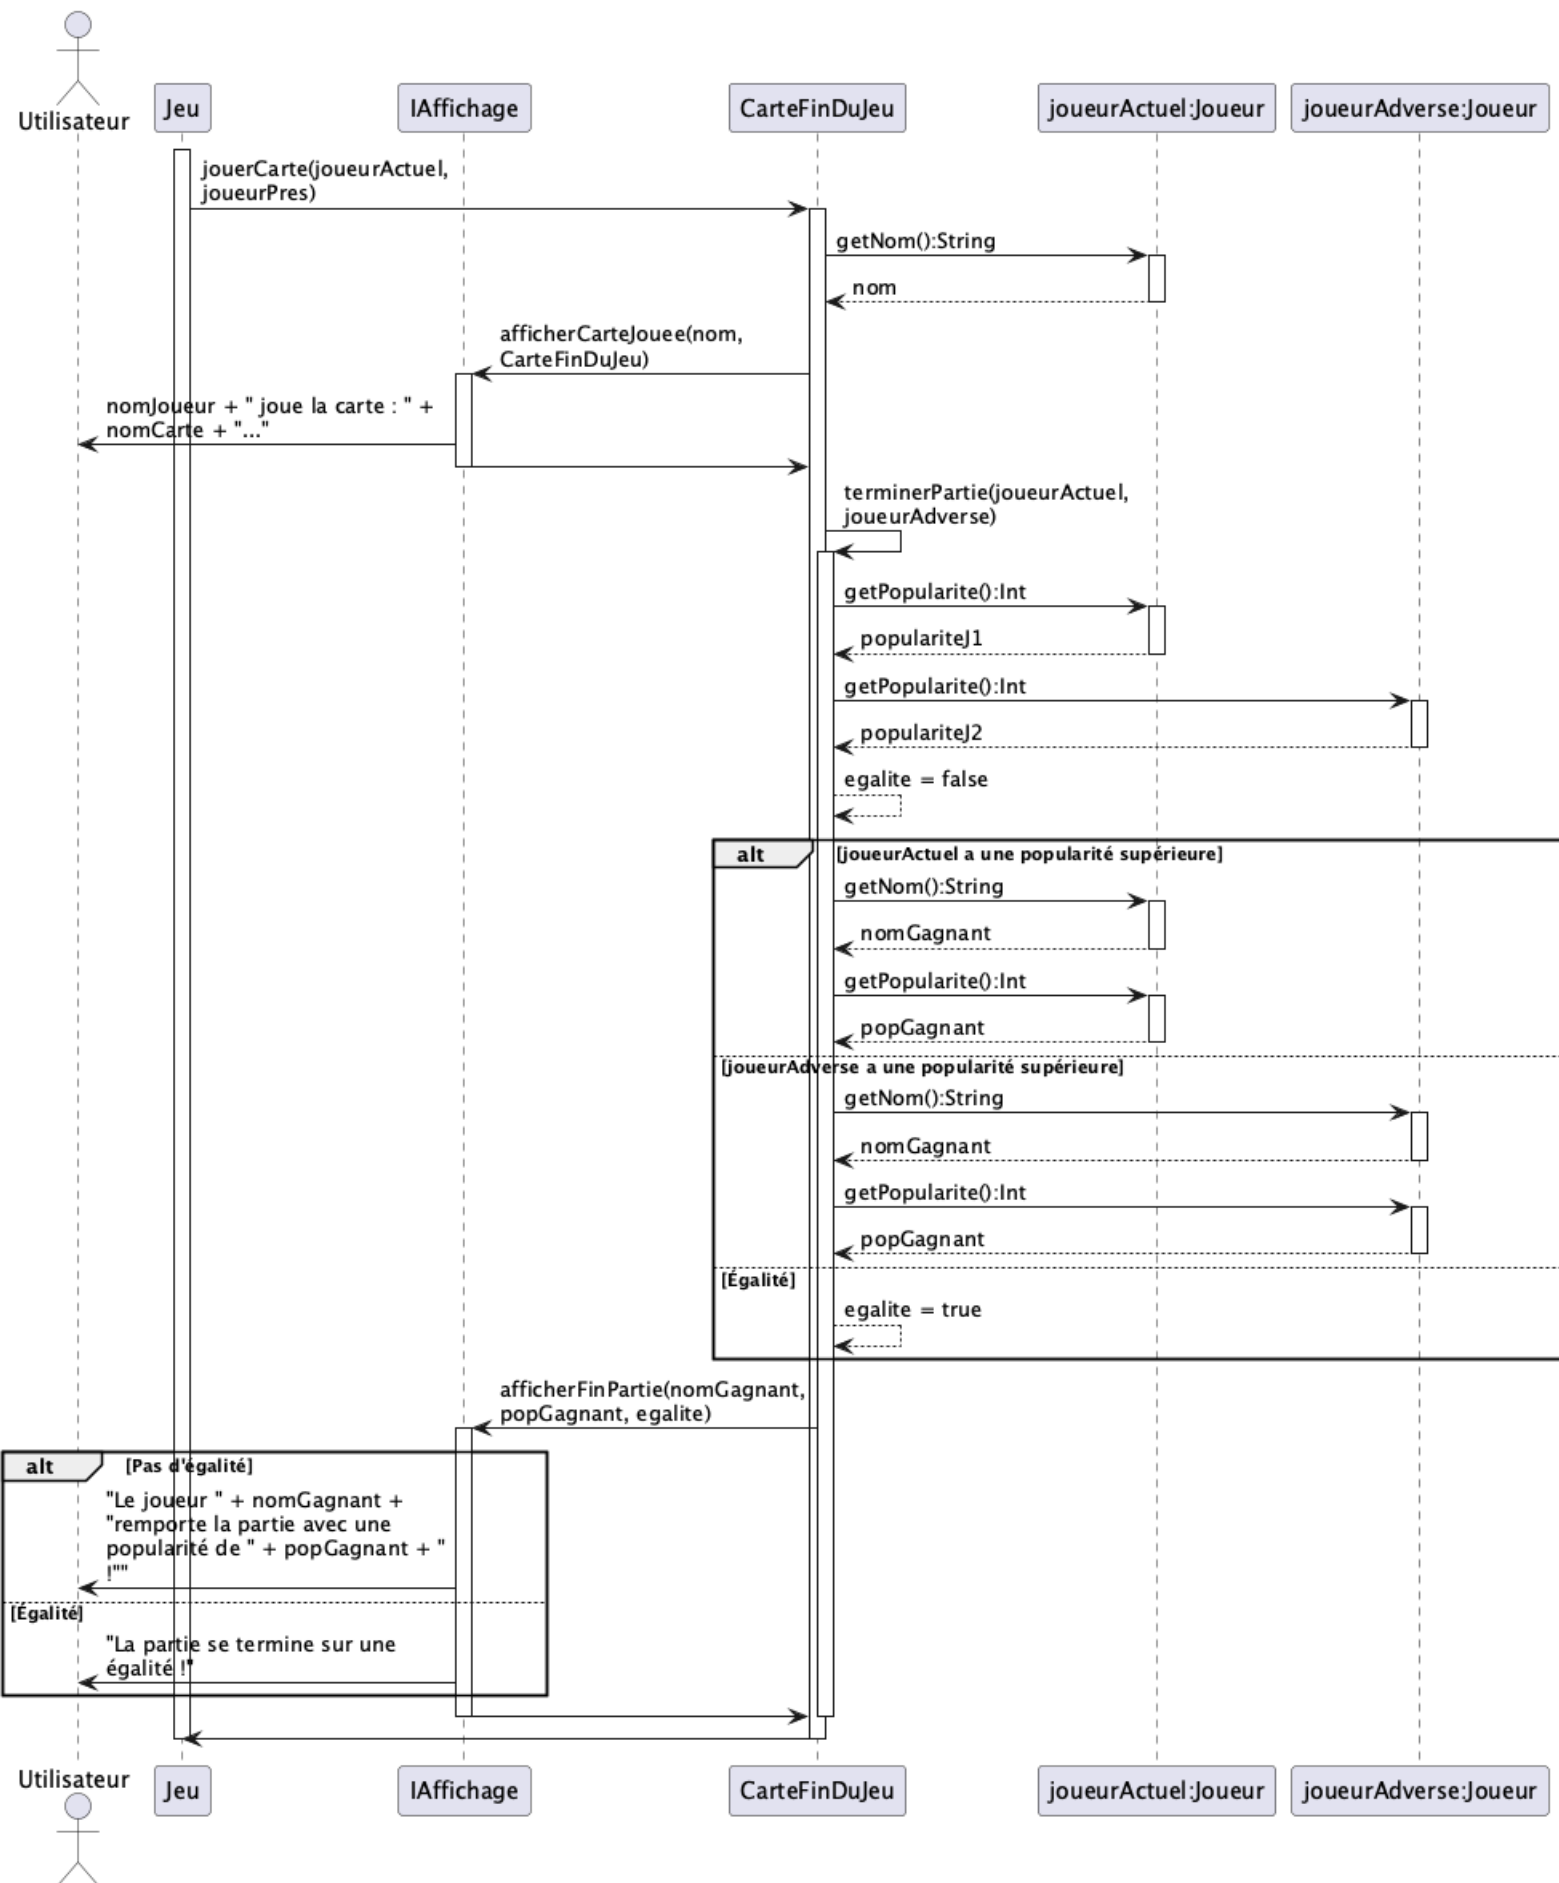 Utilisateur
Jeu
IAffichage
CarteFinDuJeu
joueurActuel:Joueur
joueurAdverse:Joueur
jouerCarte(joueurActuel,
joueurPres)
getNom():String
nom
afficherCarteJouee(nom,
CarteFinDuJeu)
nomJoueur + " joue la carte : " +
nomCarte + "..."
terminerPartie(joueurActuel,
joueurAdverse)
getPopularite():Int
populariteJ1
getPopularite():Int
populariteJ2
egalite = false
alt
[joueurActuel a une popularité supérieure]
getNom():String
nomGagnant
getPopularite():Int
popGagnant
[joueurAdverse a une popularité supérieure]
getNom():String
nomGagnant
getPopularite():Int
popGagnant
[Égalité]
egalite = true
afficherFinPartie(nomGagnant,
popGagnant, egalite)
alt
[Pas d'égalité]
"Le joueur " + nomGagnant +
"remporte la partie avec une
popularité de " + popGagnant + "
!""
[Égalité]
"La partie se termine sur une
égalité !"
Utilisateur
Jeu
IAffichage
CarteFinDuJeu
joueurActuel:Joueur
joueurAdverse:Joueur